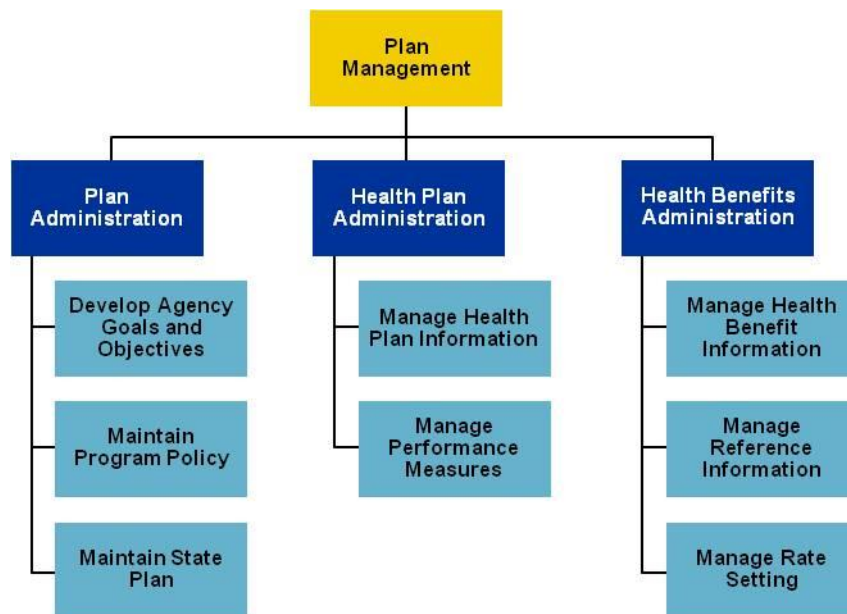 Plan
Management
Plan
Administration
Health Plan
Administration
Health Benefits
Administration
Develop Agency
Goals and
Objectives
Maintain
Program Policy
Maintain State
Plan
Manage Health
Plan Information
Manage
Performance
Measures
Manage Health
Benefit
Information
Manage
Reference
Information
Manage Rate
Setting